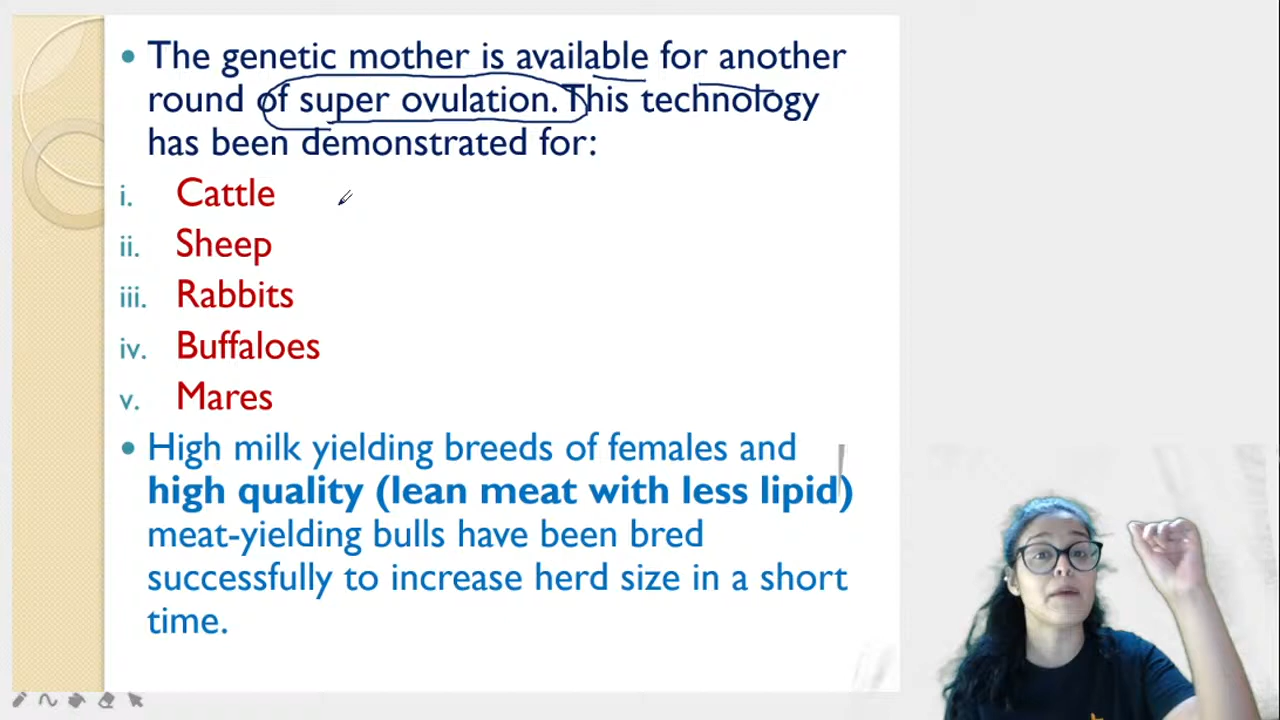 • The genetic mother is available for another
round of super ovulation. This technology
has been demonstrated for:
i. Cattle
ii. Sheep
iii. Rabbits
iv. Buffaloes
v. Mares
• High milk yielding breeds of females and
high quality (lean meat with less lipid)
meat-yielding bulls have been bred
successfully to increase herd size in a short
time.